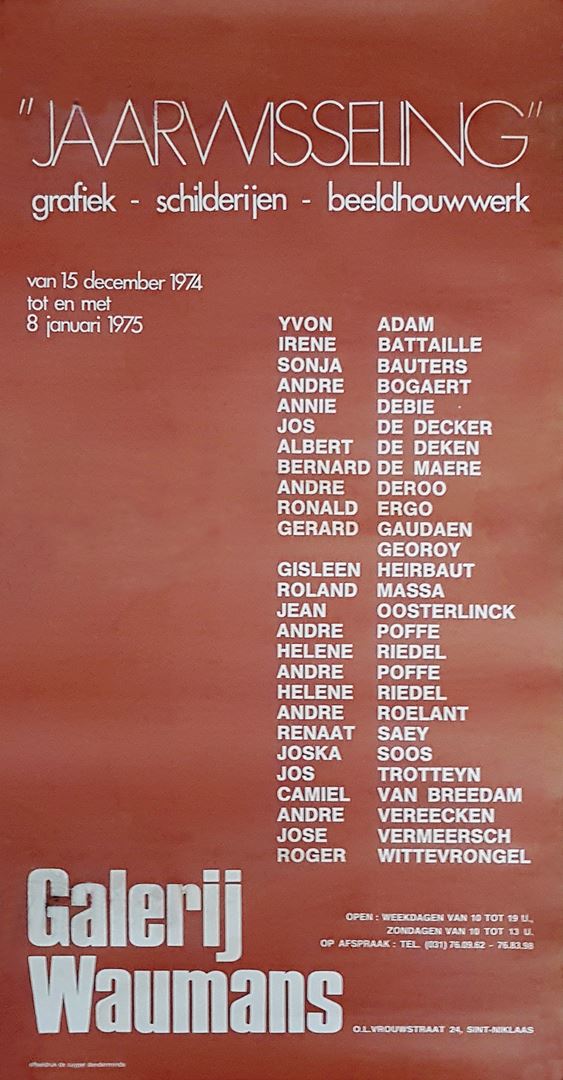 "JAARWISSELING"
grafiek - schilderijen - beeldhouwwerk
van 15 december 1974
tot en met
8 januari 1975
YVON ADAM
IRENE BATTAILLE
SONJA BAUTERS
ANDRE BOGAERT
ANNIE DEBIE
JOS DE DECKER
ALBERT DE DEKEN
BERNARD DE MAERE
ANDRE DEROO
RONALD ERGO
GERARD GAUDAEN
GEOROY
GISLEEN HEIRBAUT
ROLAND MASSA
JEAN OOSTERLINCK
ANDRE POFFE
HELENE RIEDEL
ANDRE POFFE
HELENE RIEDEL
ANDRE ROELANT
RENAAT SAEY
JOSKA SOOS
JOS TROTTEYN
CAMIEL VAN BREEDAM
ANDRE VEREECKEN
JOSE VERMEERSCH
ROGER WITTEVRONGEL
Galerij
Waumans
OPEN : WEEKDAGEN VAN 10 TOT 19 U.,
ZONDAGEN VAN 10 TOT 13 U.
OP AFSPRAAK : TEL. (031) 76.09.62 - 76.83.98
O.L.VROUWSTRAAT 24, SINT-NIKLAAS
offsetdruk de cuyper dendermonde